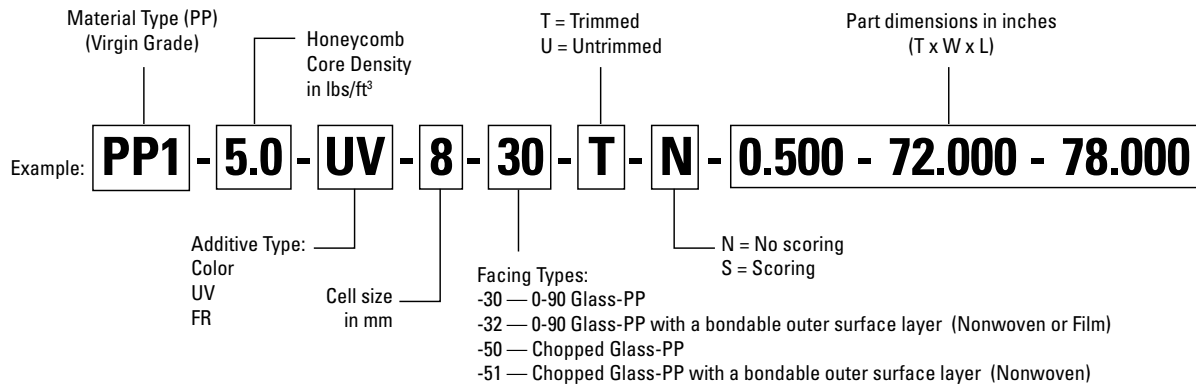 Material Type (PP)
(Virgin Grade)
Honeycomb
Core Density
in lbs/ft³
T = Trimmed
U = Untrimmed
Part dimensions in inches
(T x W x L)
Example: PP1 - 5.0 - UV - 8 - 30 - T - N - 0.500 - 72.000 - 78.000
Additive Type:
Color
UV
FR
Cell size
in mm
Facing Types:
-30 — 0-90 Glass-PP
-32 — 0-90 Glass-PP with a bondable outer surface layer (Nonwoven or Film)
-50 — Chopped Glass-PP
-51 — Chopped Glass-PP with a bondable outer surface layer (Nonwoven)
N = No scoring
S = Scoring